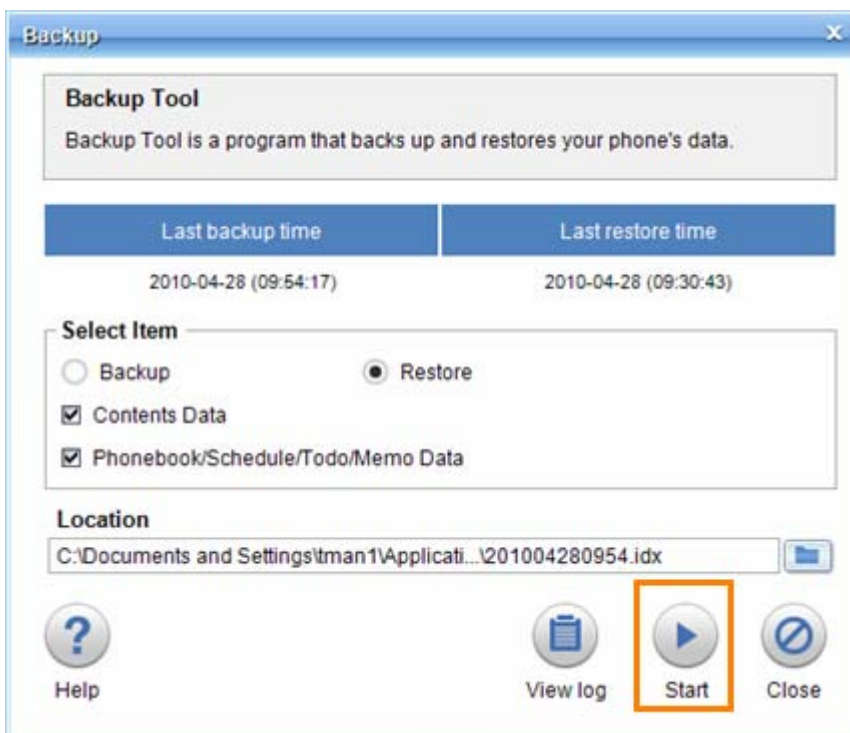 Backup
Backup Tool
Backup Tool is a program that backs up and restores your phone's data.
Last backup time Last restore time
2010-04-28 (09:54:17) 2010-04-28 (09:30:43)
Select Item
Backup Restore
Contents Data
Phonebook/Schedule/Todo/Memo Data
Location
C:\Documents and Settings\tman1\Applicati...\201004280954.idx
?
Help View log Start Close